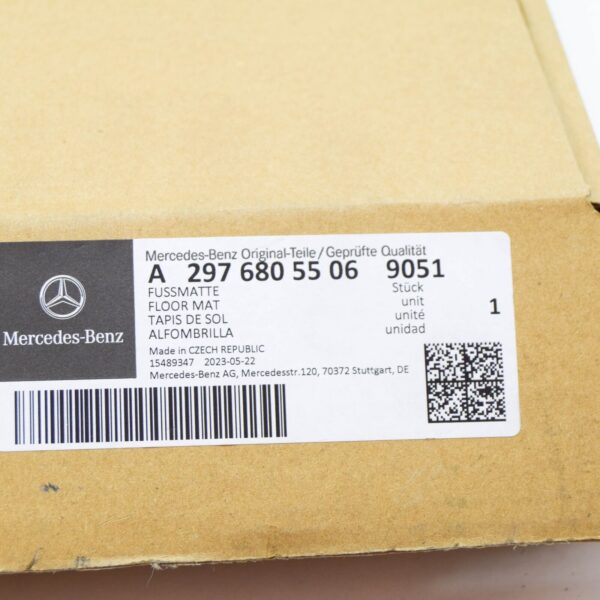 Mercedes-Benz
Mercedes-Benz Original-Teile/Geprüfte Qualität
A 297 680 55 06 9051
FUSSMATTE Stück
FLOOR MAT unit 1
TAPIS DE SOL unité
ALFOMBRILLA unidad
Made in CZECH REPUBLIC
15489347 2023-05-22
Mercedes-Benz AG, Mercedesstr.120, 70372 Stuttgart, DE